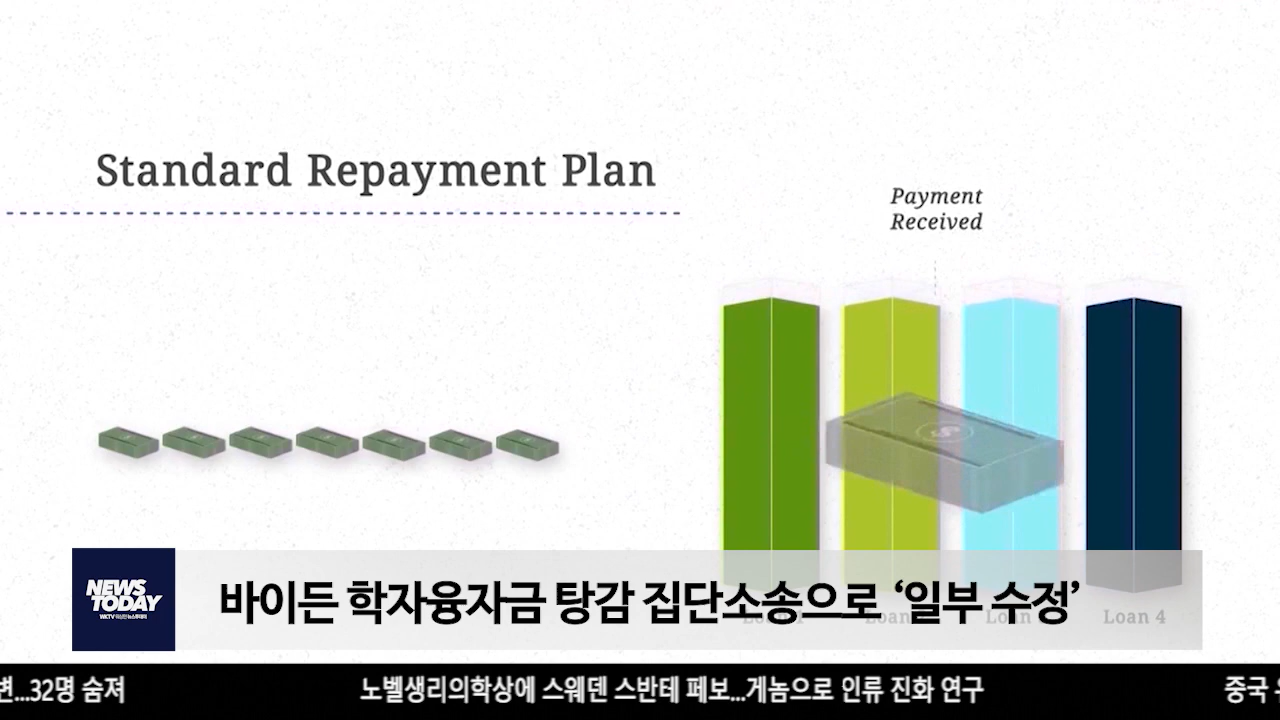 Standard Repayment Plan
Payment
Received
Loan 4
NEWS
TODAY
바이든 학자융자금 탕감 집단소송으로 ‘일부 수정’
변...32명 숨져
노벨생리의학상에 스웨덴 스반테 페보...게놈으로 인류 진화 연구
중국